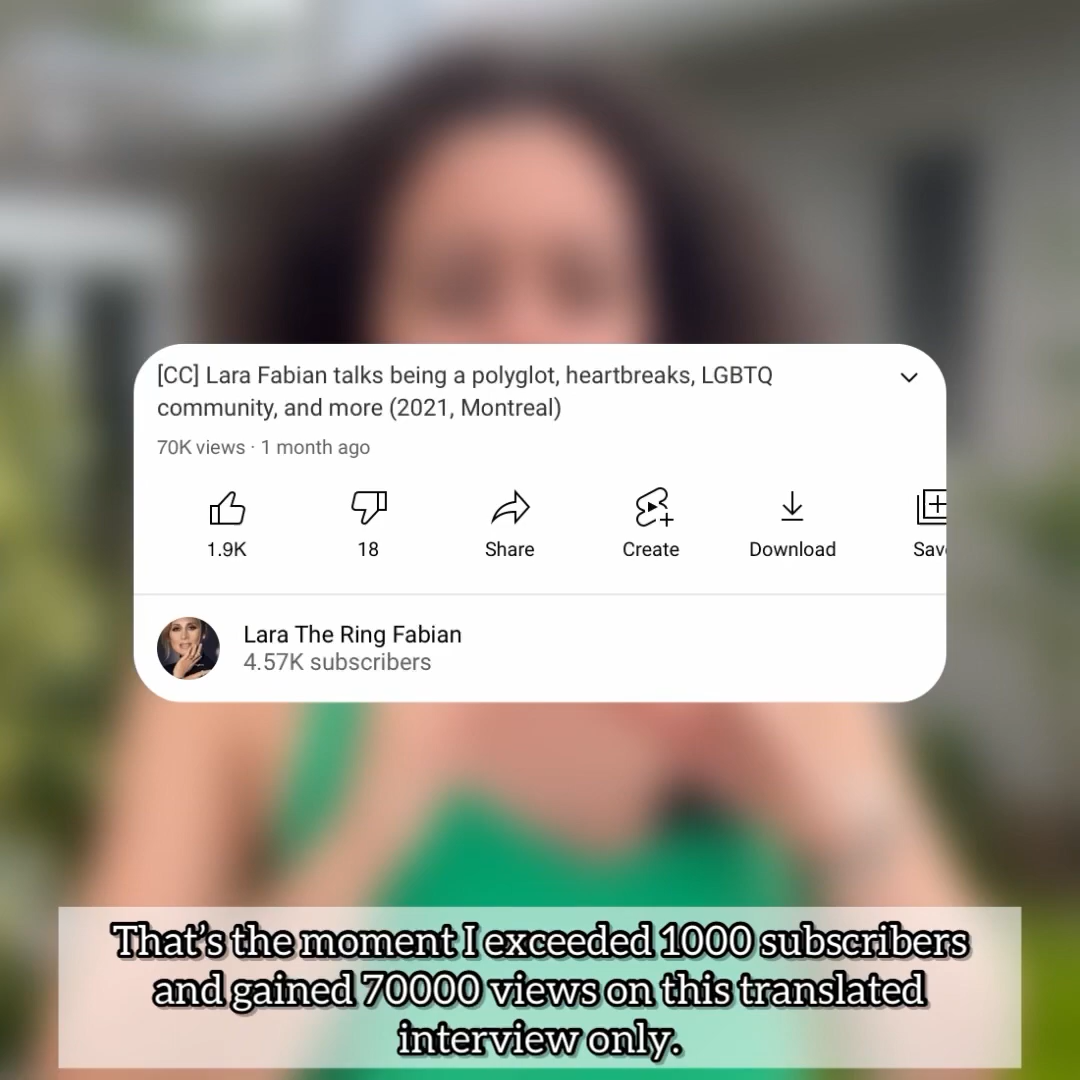 [CC] Lara Fabian talks being a polyglot, heartbreaks, LGBTQ
community, and more (2021, Montreal)
70K views · 1 month ago
1.9K
18
Share
Create
Download
Save
Lara The Ring Fabian
4.57K subscribers
That's the moment I exceeded 1000 subscribers
and gained 70000 views on this translated
interview only.